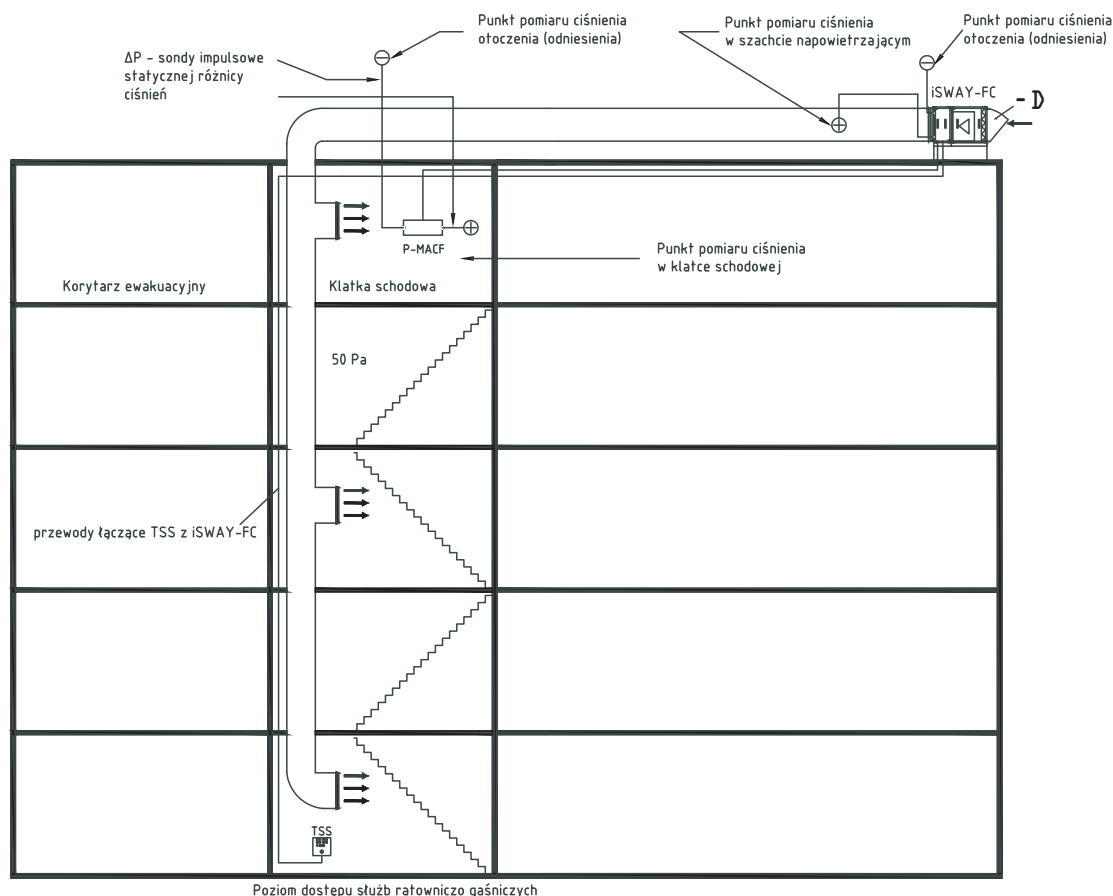 Punkt pomiaru ciśnienia
otoczenia (odniesienia)
Punkt pomiaru ciśnienia
w szachcie napowietrzającym
Punkt pomiaru ciśnienia
otoczenia (odniesienia)
ΔP - sondy impulsowe
statycznej różnicy
ciśnień
iSWAY-FC
- D
P-MACF
Punkt pomiaru ciśnienia
w klatce schodowej
Korytarz ewakuacyjny
Klatka schodowa
50 Pa
przewody łączące TSS z iSWAY-FC
TSS
Poziom dostępu służb ratowniczo gaśniczych